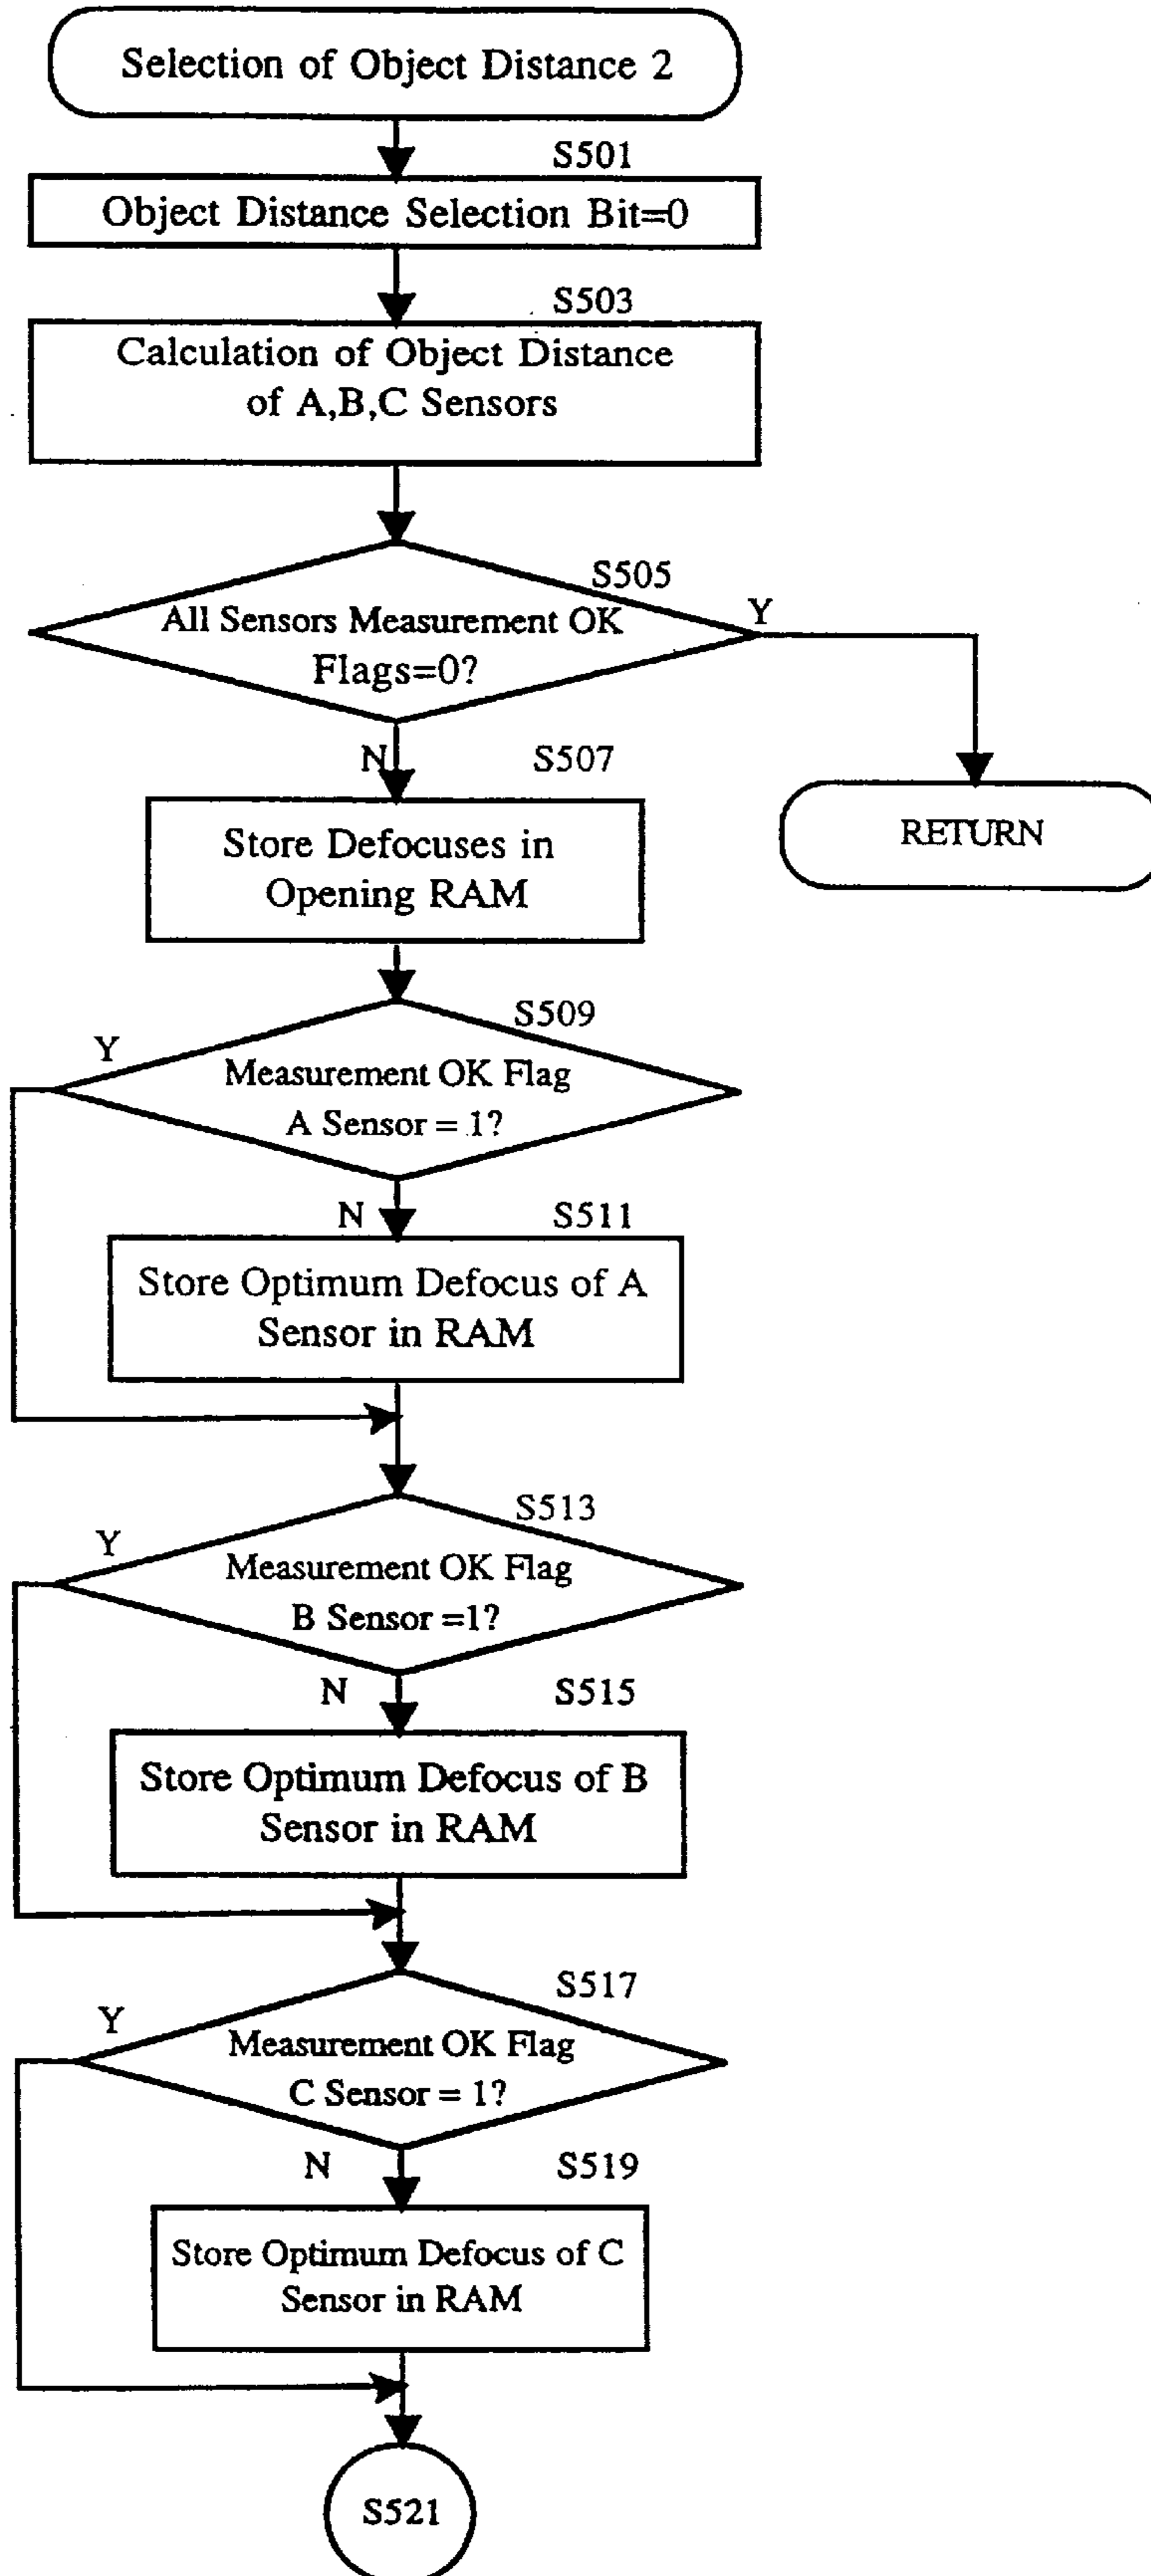 Selection of Object Distance 2
S501
Object Distance Selection Bit=0
S503
Calculation of Object Distance
of A,B,C Sensors
S505
Y
All Sensors Measurement OK
Flags=0?
N
S507
RETURN
Store Defocuses in
Opening RAM
S509
Y
Measurement OK Flag
A Sensor = 1?
N
S511
Store Optimum Defocus of A
Sensor in RAM
S513
Y
Measurement OK Flag
B Sensor =1?
N
S515
Store Optimum Defocus of B
Sensor in RAM
S517
Y
Measurement OK Flag
C Sensor = 1?
N
S519
Store Optimum Defocus of C
Sensor in RAM
S521